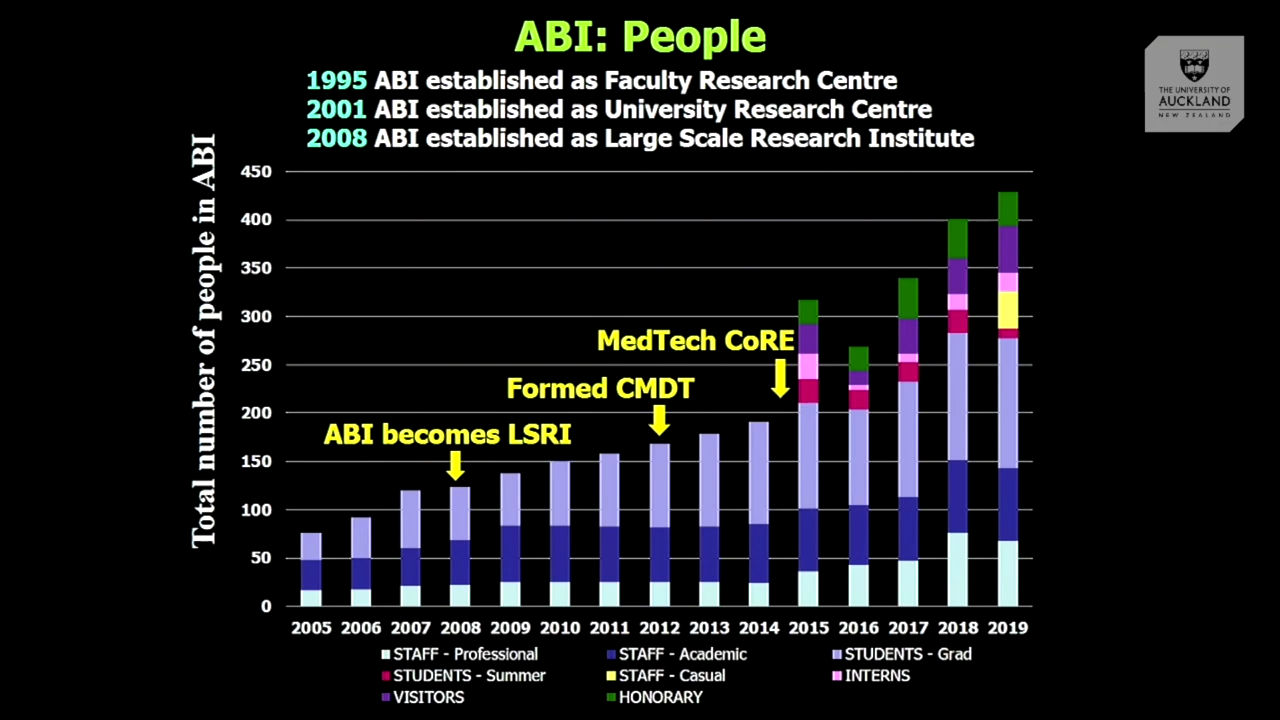 ABI: People
1995 ABI established as Faculty Research Centre
2001 ABI established as University Research Centre
2008 ABI established as Large Scale Research Institute
THE UNIVERSITY OF
AUCKLAND
NEW ZEALAND
Total number of people in ABI
450
400
350
300
250
200
150
100
50
0
MedTech CoRE
Formed CMDT
ABI becomes LSRI
2005 2006 2007 2008 2009 2010 2011 2012 2013 2014 2015 2016 2017 2018 2019
STAFF - Professional STAFF - Academic STUDENTS - Grad
STUDENTS - Summer STAFF - Casual INTERNS
VISITORS HONORARY